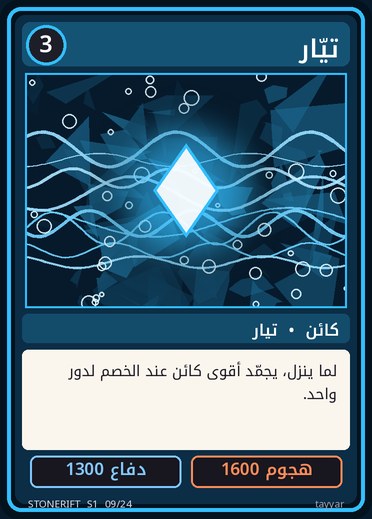 تيّار
3
كائن • تيار
لما ينزل، يجمّد أقوى كائن عند الخصم لدور
واحد.
هجوم 1600
دفاع 1300
STONERIFT S1 09/24
tayyar